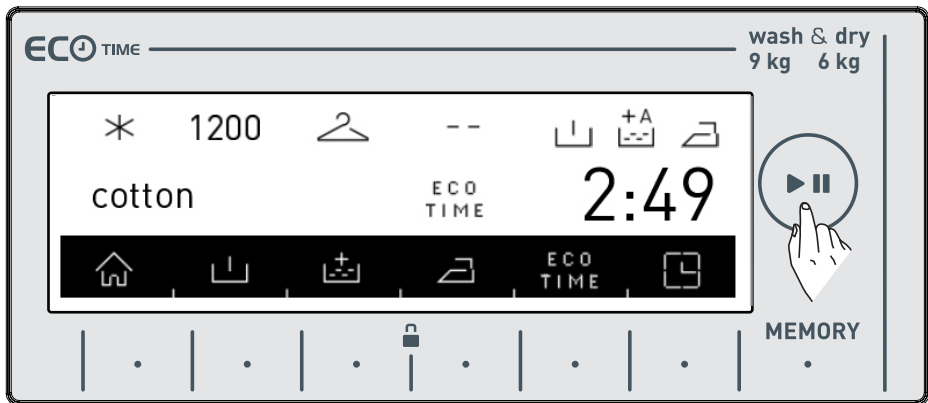 ECO TIME
wash & dry
9 kg 6 kg
1200 -- +A
cotton ECO TIME 2:49
ECO TIME
MEMORY